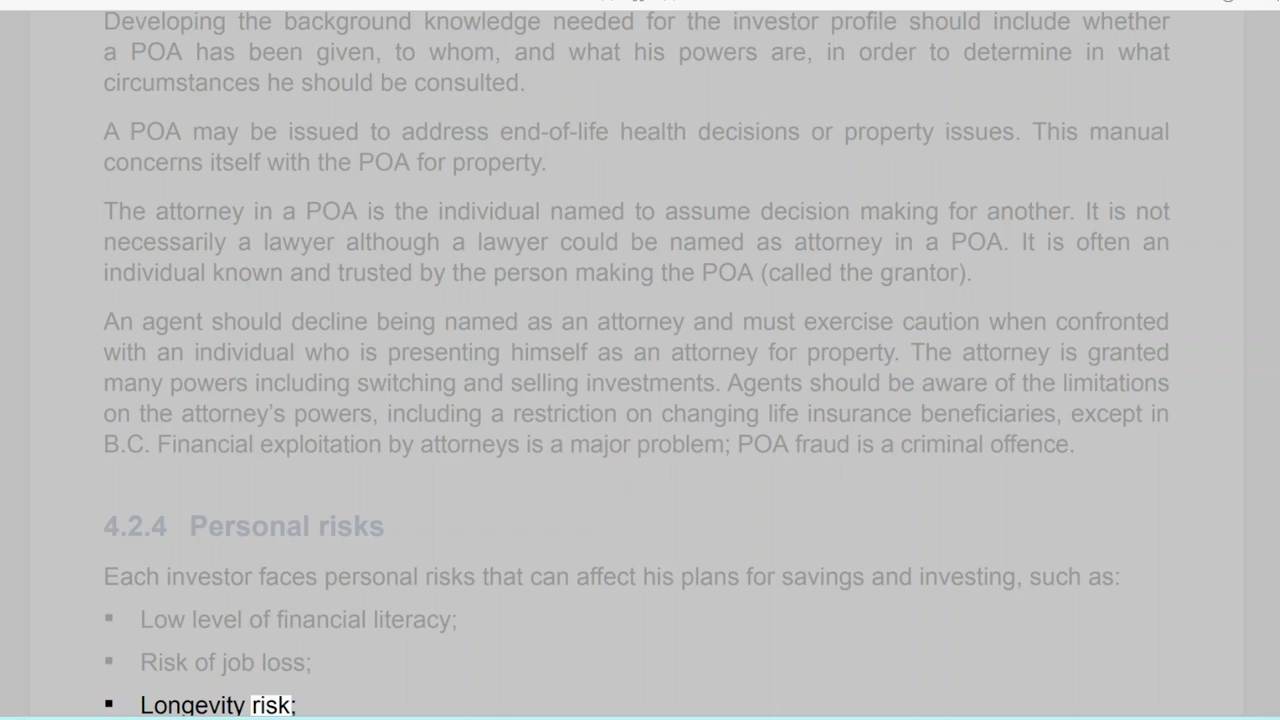 Developing the background knowledge needed for the investor profile should include whether
a POA has been given, to whom, and what his powers are, in order to determine in what
circumstances he should be consulted.
A POA may be issued to address end-of-life health decisions or property issues. This manual
concerns itself with the POA for property.
The attorney in a POA is the individual named to assume decision making for another. It is not
necessarily a lawyer although a lawyer could be named as attorney in a POA. It is often an
individual known and trusted by the person making the POA (called the grantor).
An agent should decline being named as an attorney and must exercise caution when confronted
with an individual who is presenting himself as an attorney for property. The attorney is granted
many powers including switching and selling investments. Agents should be aware of the limitations
on the attorney’s powers, including a restriction on changing life insurance beneficiaries, except in
B.C. Financial exploitation by attorneys is a major problem; POA fraud is a criminal offence.
4.2.4 Personal risks
Each investor faces personal risks that can affect his plans for savings and investing, such as:
▪ Low level of financial literacy;
▪ Risk of job loss;
▪ Longevity risk;